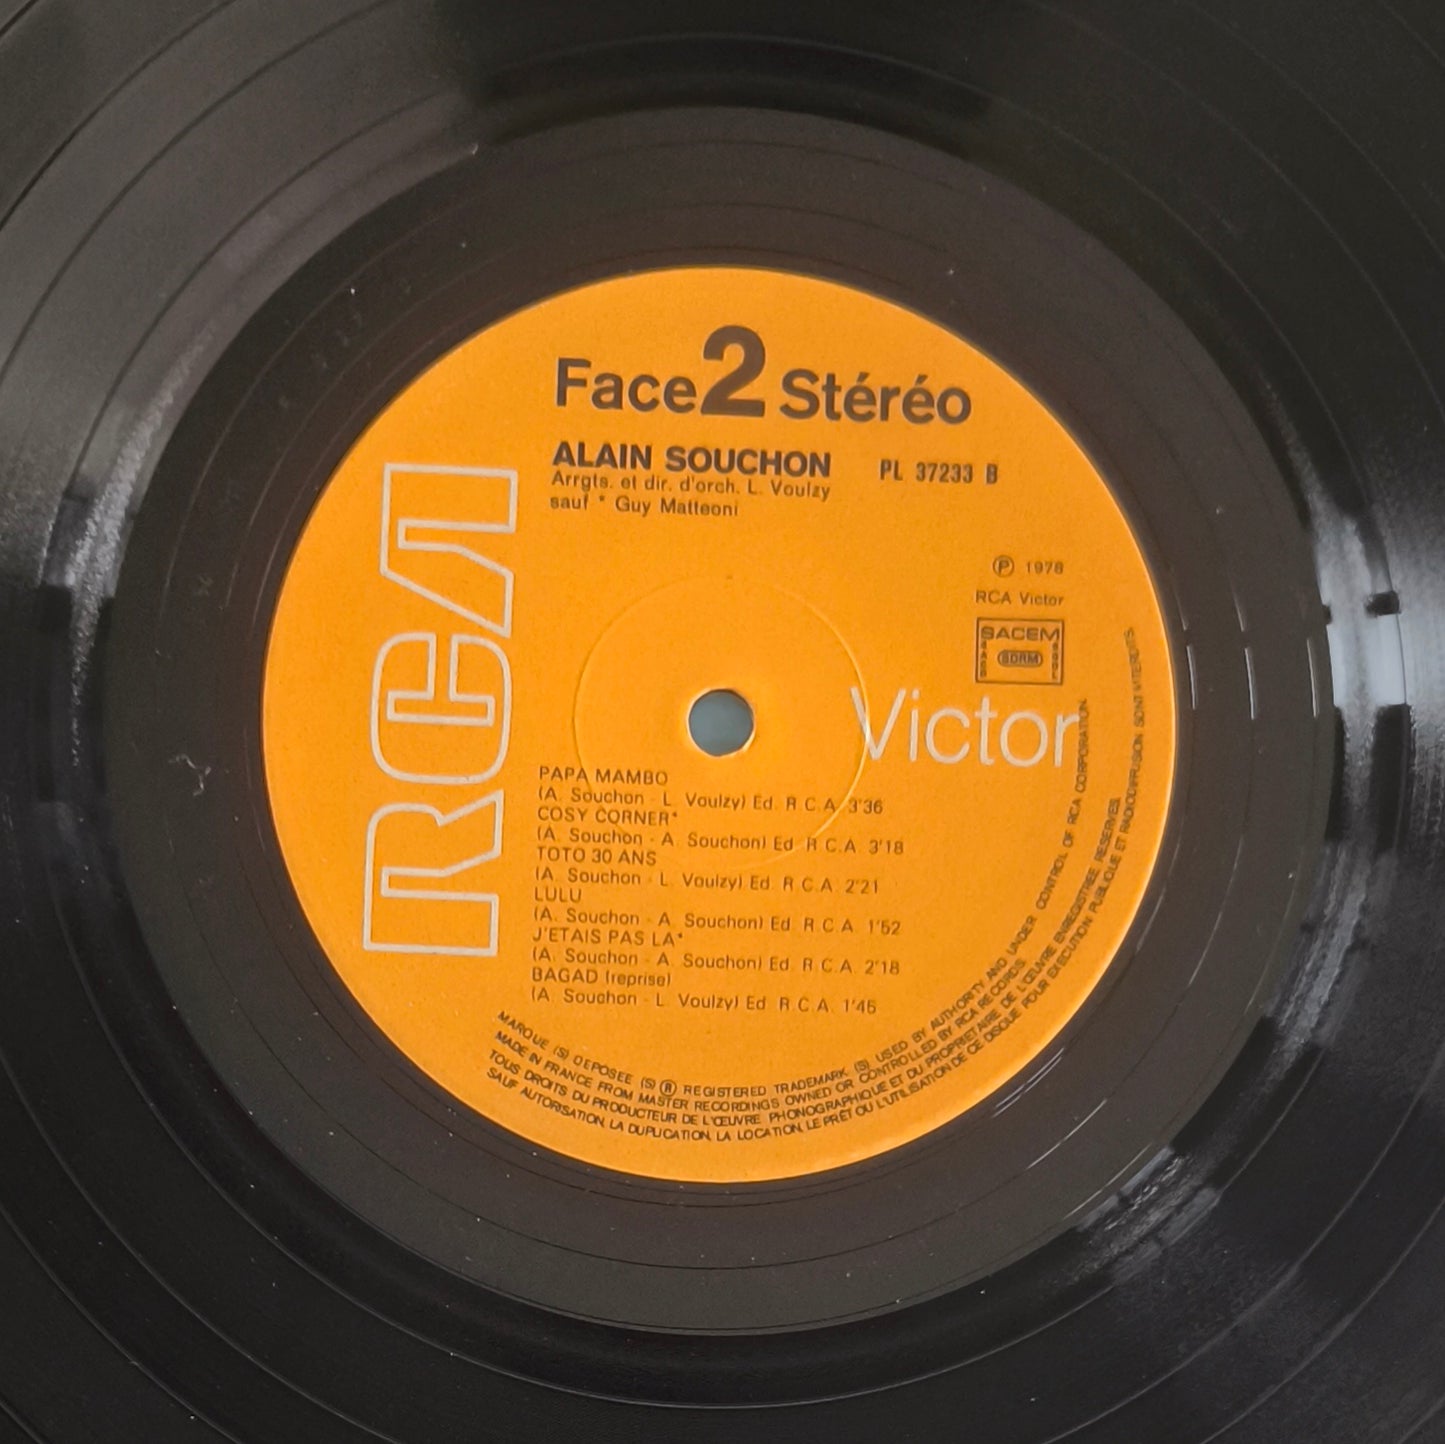 Face 2 Stéréo
ALAIN SOUCHON PL 37233 B
Arrgts. et dir. d'orch. L. Voulzy
sauf * Guy Matteoni
RCA
℗ 1978
RCA Victor
SACEM
SDRM
Victor
PAPA MAMBO
(A. Souchon - L. Voulzy) Ed. R.C.A. 3'36
COSY CORNER*
(A. Souchon - A. Souchon) Ed. R.C.A. 3'18
TOTO 30 ANS
(A. Souchon - L. Voulzy) Ed. R.C.A. 2'21
LULU
(A. Souchon - A. Souchon) Ed. R.C.A. 1'52
J'ETAIS PAS LA*
(A. Souchon - A. Souchon) Ed. R.C.A. 2'18
BAGAD (reprise)
(A. Souchon - L. Voulzy) Ed. R.C.A. 1'45
MARQUE (S) DEPOSEE (S) ® REGISTERED TRADEMARK (S) USED BY AUTHORITY AND UNDER CONTROL OF RCA CORPORATION.
MADE IN FRANCE FROM MASTER RECORDINGS OWNED OR CONTROLLED BY RCA RECORDS.
TOUS DROITS DU PRODUCTEUR DE L'ŒUVRE PHONOGRAPHIQUE ET DU PROPRIETAIRE DE L'ŒUVRE ENREGISTREE RESERVES.
SAUF AUTORISATION, LA DUPLICATION, LA LOCATION, LE PRÊT OU L'UTILISATION DE CE DISQUE POUR EXECUTION PUBLIQUE ET RADIODIFFUSION SONT INTERDITS.